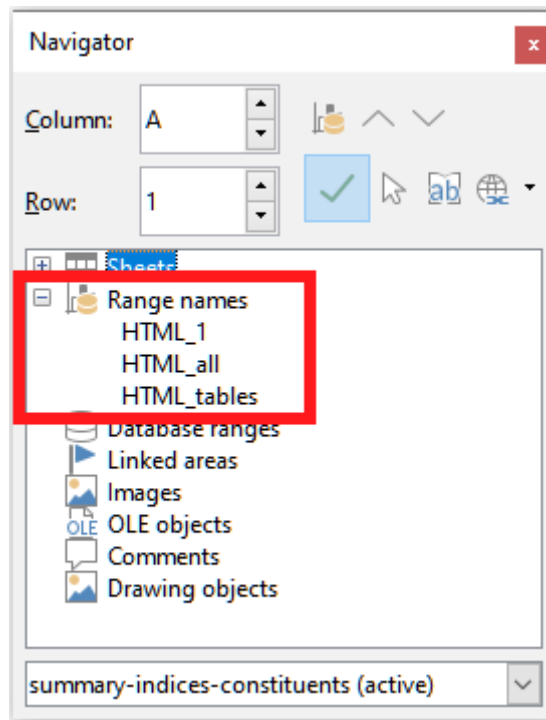 Navigator
x
Column: A
Row: 1
ab
Sheets
Range names
HTML_1
HTML_all
HTML_tables
Database ranges
Linked areas
Images
OLE OLE objects
Comments
Drawing objects
summary-indices-constituents (active)